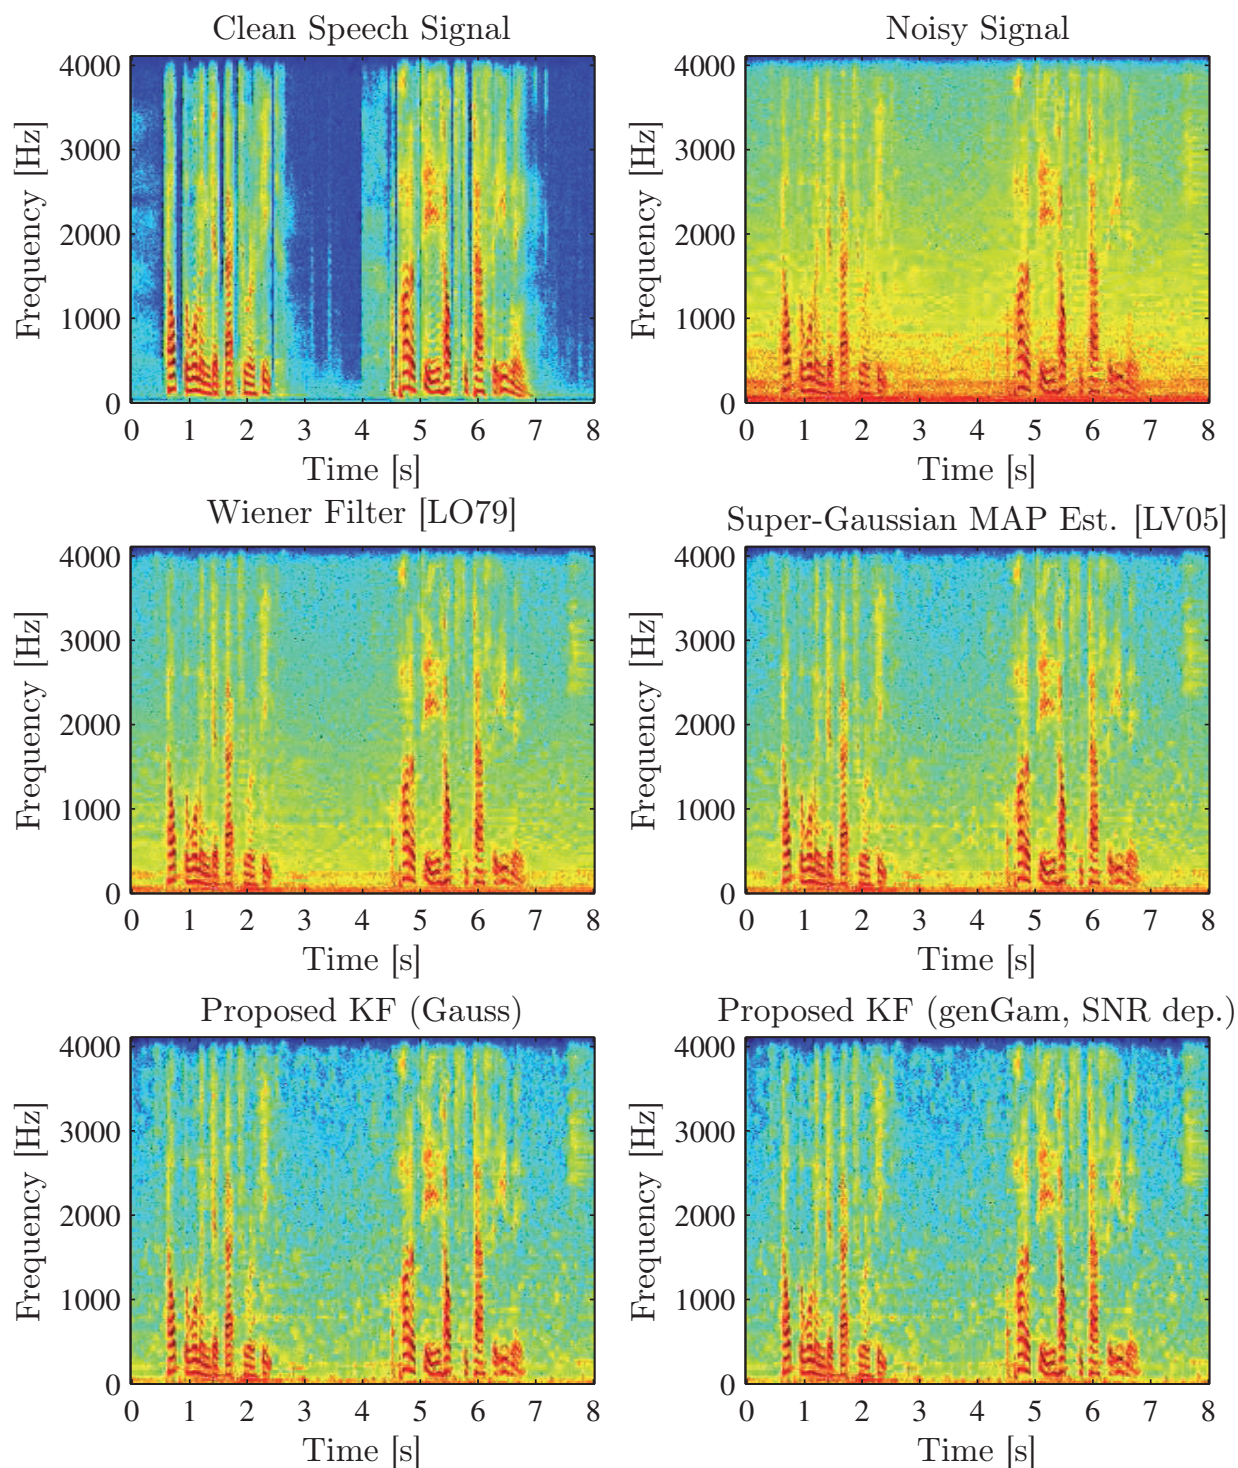 Clean Speech Signal
Noisy Signal
Frequency [Hz]
4000
3000
2000
1000
0
0 1 2 3 4 5 6 7 8
Time [s]
Frequency [Hz]
4000
3000
2000
1000
0
0 1 2 3 4 5 6 7 8
Time [s]
Wiener Filter [LO79]
Super-Gaussian MAP Est. [LV05]
Frequency [Hz]
4000
3000
2000
1000
0
0 1 2 3 4 5 6 7 8
Time [s]
Frequency [Hz]
4000
3000
2000
1000
0
0 1 2 3 4 5 6 7 8
Time [s]
Proposed KF (Gauss)
Proposed KF (genGam, SNR dep.)
Frequency [Hz]
4000
3000
2000
1000
0
0 1 2 3 4 5 6 7 8
Time [s]
Frequency [Hz]
4000
3000
2000
1000
0
0 1 2 3 4 5 6 7 8
Time [s]